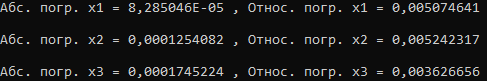 Абс. погр. x1 = 8,285046E-05 , Относ. погр. x1 = 0,005074641
Абс. погр. x2 = 0,0001254082 , Относ. погр. x2 = 0,005242317
Абс. погр. x3 = 0,0001745224 , Относ. погр. x3 = 0,003626656